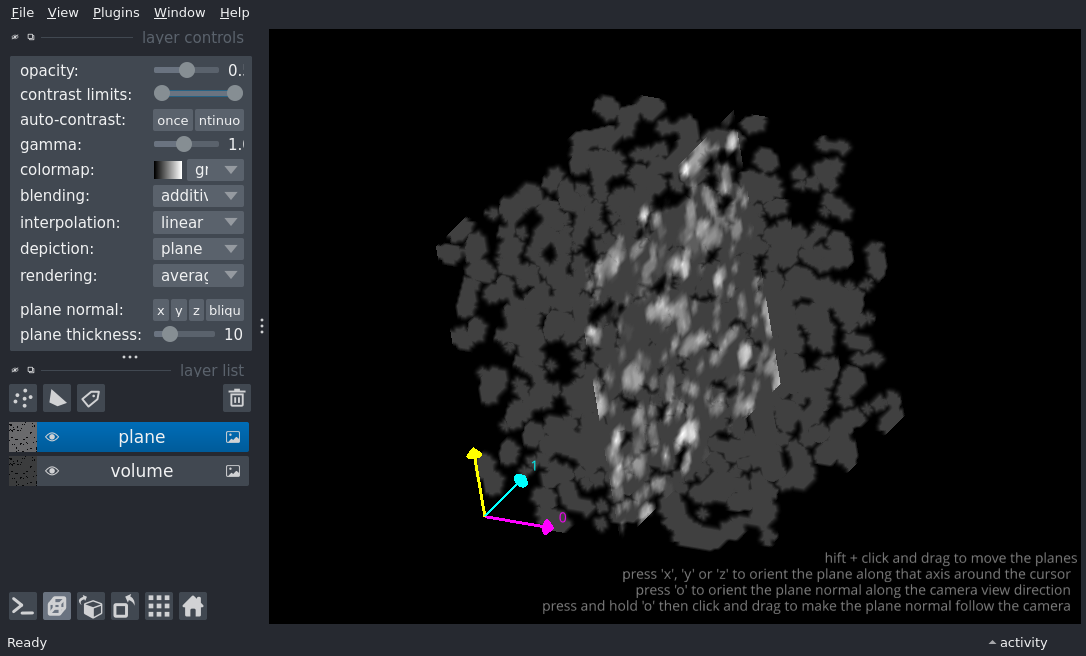 File View Plugins Window Help
layer controls
opacity: 0.
contrast limits:
auto-contrast: once ntinuo
gamma: 1.
colormap: gr
blending: additiv
interpolation: linear
depiction: plane
rendering: averag
plane normal: x y z bliqu
plane thickness: 10
layer list
plane
volume
1
0
hift + click and drag to move the planes
press 'x', 'y' or 'z' to orient the plane along that axis around the cursor
press 'o' to orient the plane normal along the camera view direction
press and hold 'o' then click and drag to make the plane normal follow the camera
Ready activity